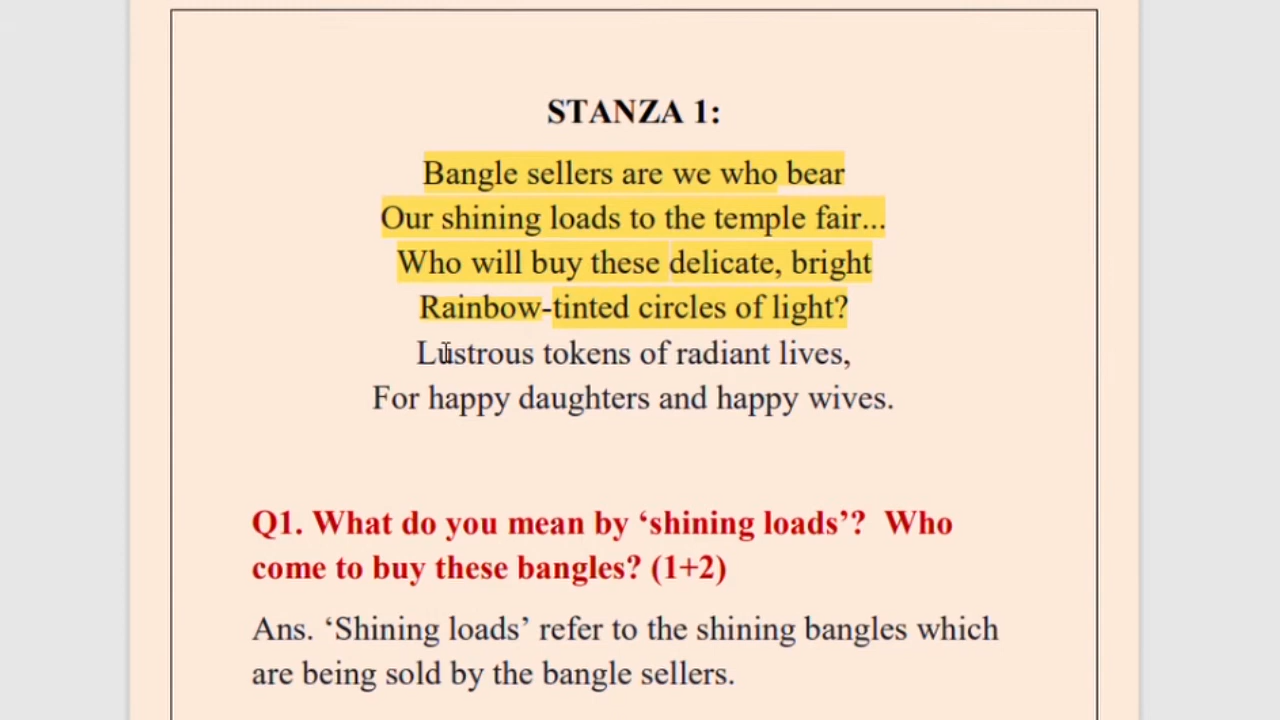 STANZA 1:
Bangle sellers are we who bear
Our shining loads to the temple fair...
Who will buy these delicate, bright
Rainbow-tinted circles of light?
Lustrous tokens of radiant lives,
For happy daughters and happy wives.
Q1. What do you mean by ‘shining loads’?  Who
come to buy these bangles? (1+2)
Ans. ‘Shining loads’ refer to the shining bangles which
are being sold by the bangle sellers.